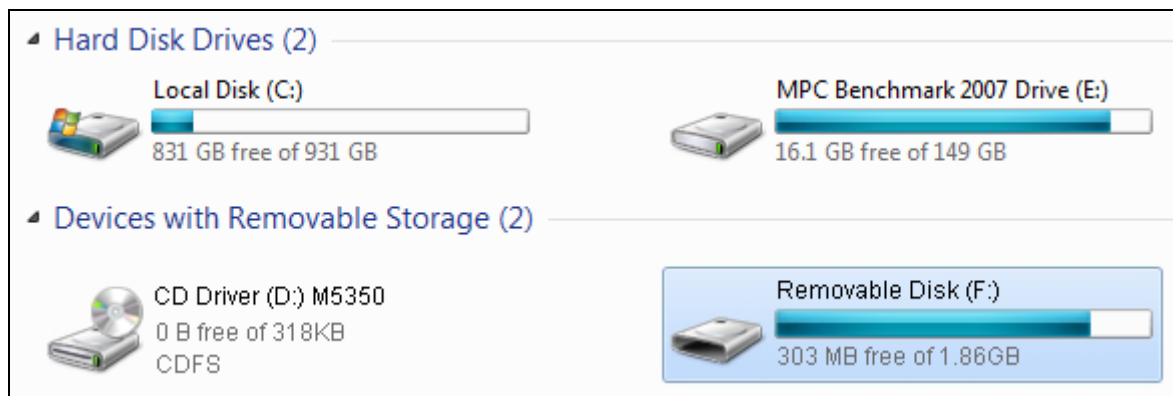 Hard Disk Drives (2)
Local Disk (C:)
831 GB free of 931 GB
MPC Benchmark 2007 Drive (E:)
16.1 GB free of 149 GB
Devices with Removable Storage (2)
CD Driver (D:) M5350
0 B free of 318KB
CDFS
Removable Disk (F:)
303 MB free of 1.86GB